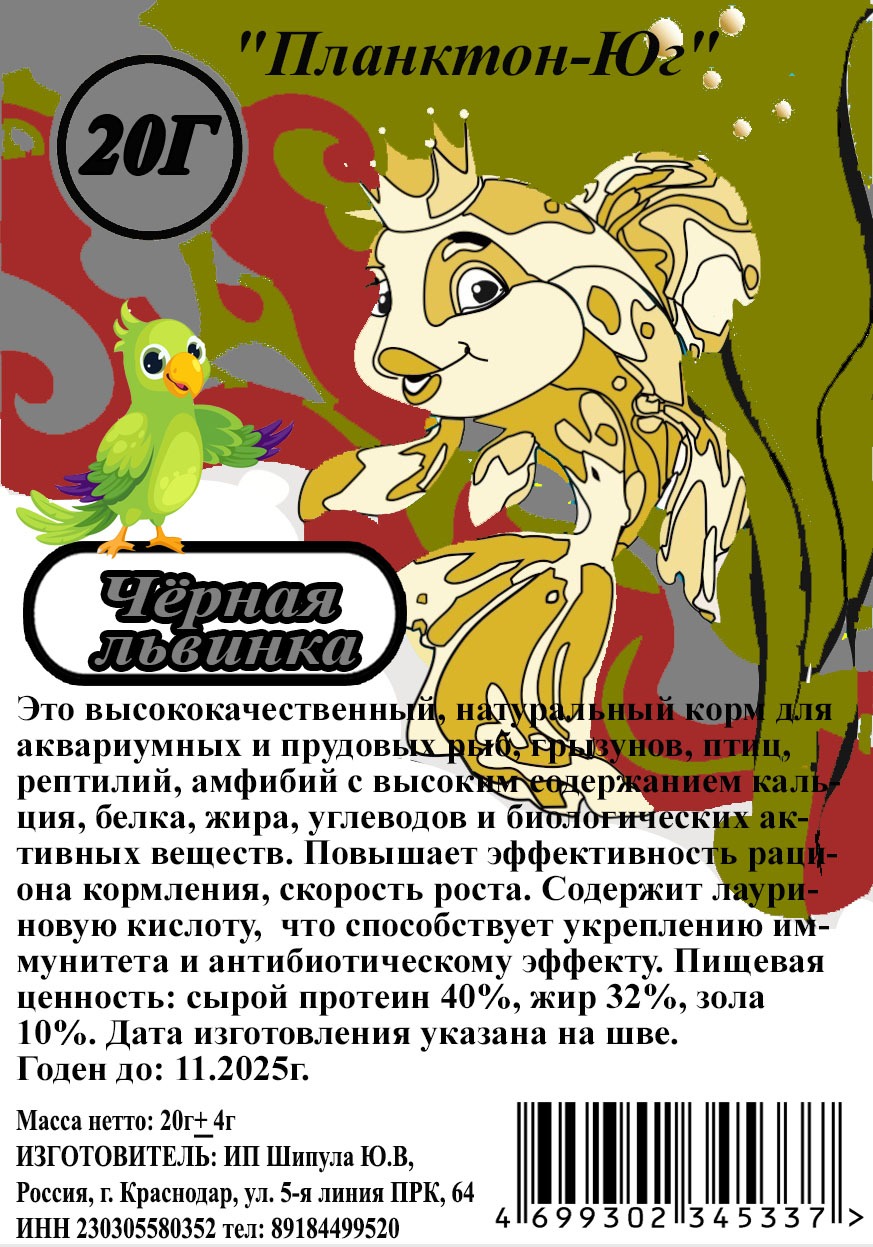 "Планктон-Юг"
20Г
Чёрная
львинка
Это высококачественный, натуральный корм для
аквариумных и прудовых рыб, грызунов, птиц,
рептилий, амфибий с высоким содержанием каль-
ция, белка, жира, углеводов и биологических ак-
тивных веществ. Повышает эффективность раци-
она кормления, скорость роста. Содержит лаури-
новую кислоту, что способствует укреплению им-
мунитета и антибиотическому эффекту. Пищевая
ценность: сырой протеин 40%, жир 32%, зола
10%. Дата изготовления указана на шве.
Годен до: 11.2025г.
Масса нетто: 20г± 4г
ИЗГОТОВИТЕЛЬ: ИП Шипула Ю.В,
Россия, г. Краснодар, ул. 5-я линия ПРК, 64
ИНН 230305580352 тел: 89184499520
4 699302 345337 >